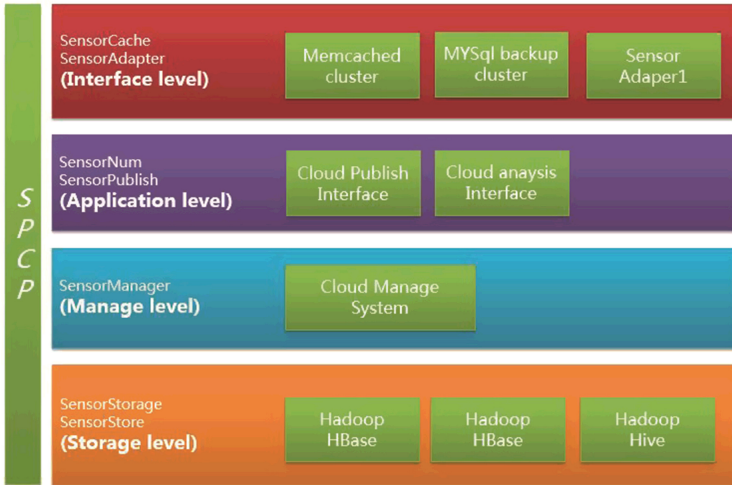 S
P
C
P
SensorCache
SensorAdapter
(Interface level)
Memcached
cluster
MYSql backup
cluster
Sensor
Adaper1
SensorNum
SensorPublish
(Application level)
Cloud Publish
Interface
Cloud anaysis
Interface
SensorManager
(Manage level)
Cloud Manage
System
SensorStorage
SensorStore
(Storage level)
Hadoop
HBase
Hadoop
HBase
Hadoop
Hive